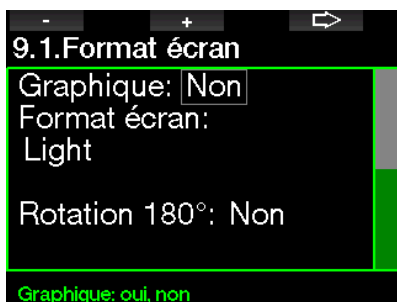 - + ⇨
9.1.Format écran
Graphique: Non
Format écran:
Light
Rotation 180°: Non
Graphique: oui, non